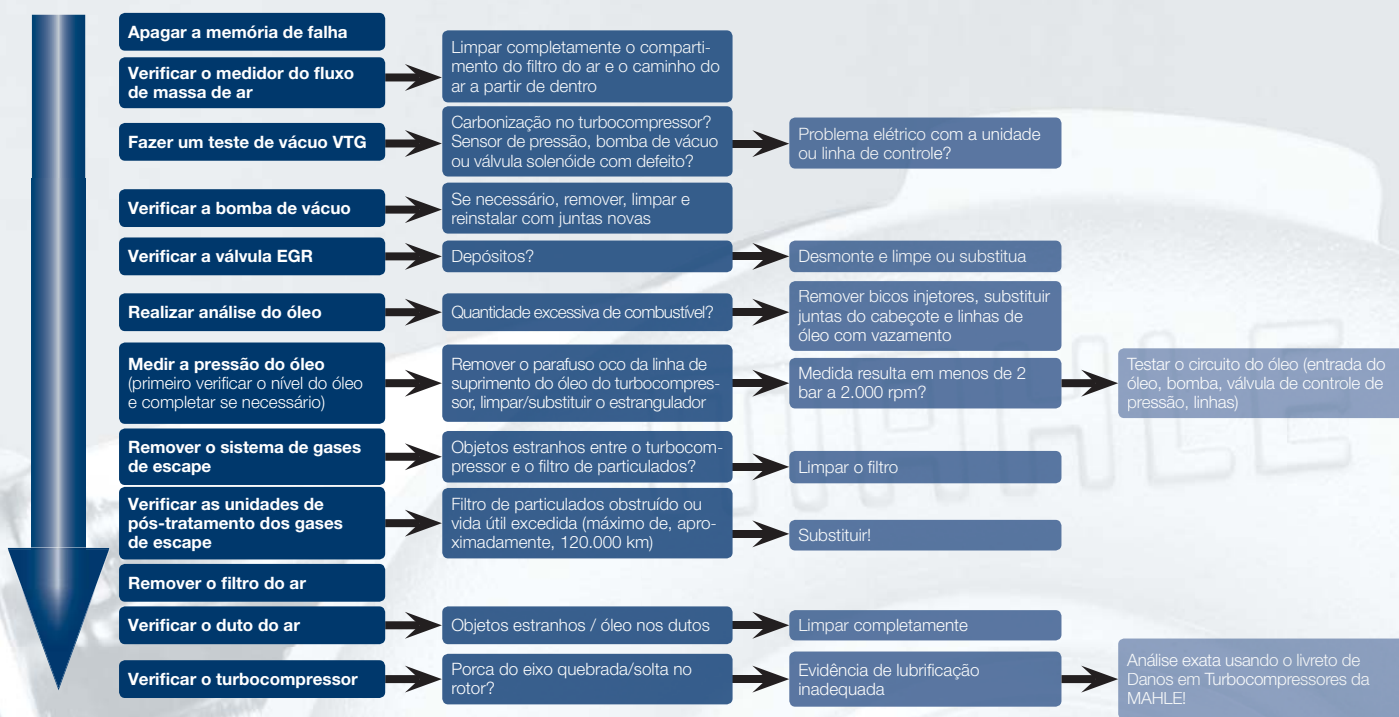 Apagar a memória de falha
Verificar o medidor do fluxo
de massa de ar
Limpar completamente o comparti-
mento do filtro do ar e o caminho do
ar a partir de dentro
Fazer um teste de vácuo VTG
Carbonização no turbocompressor?
Sensor de pressão, bomba de vácuo
ou válvula solenóide com defeito?
Problema elétrico com a unidade
ou linha de controle?
Verificar a bomba de vácuo
Se necessário, remover, limpar e
reinstalar com juntas novas
Verificar a válvula EGR
Depósitos?
Desmonte e limpe ou substitua
Realizar análise do óleo
Quantidade excessiva de combustível?
Remover bicos injetores, substituir
juntas do cabeçote e linhas de
óleo com vazamento
Medir a pressão do óleo
(primeiro verificar o nível do óleo
e completar se necessário)
Remover o parafuso oco da linha de
suprimento do óleo do turbocompres-
sor, limpar/substituir o estrangulador
Medida resulta em menos de 2
bar a 2.000 rpm?
Testar o circuito do óleo (entrada do
óleo, bomba, válvula de controle de
pressão, linhas)
Remover o sistema de gases
de escape
Objetos estranhos entre o turbocom-
pressor e o filtro de particulados?
Limpar o filtro
Verificar as unidades de
pós-tratamento dos gases
de escape
Filtro de particulados obstruído ou
vida útil excedida (máximo de, apro-
ximadamente, 120.000 km)
Substituir!
Remover o filtro do ar
Verificar o duto do ar
Objetos estranhos / óleo nos dutos
Limpar completamente
Verificar o turbocompressor
Porca do eixo quebrada/solta no
rotor?
Evidência de lubrificação
inadequada
Análise exata usando o livreto de
Danos em Turbocompressores da
MAHLE!
MAHLE